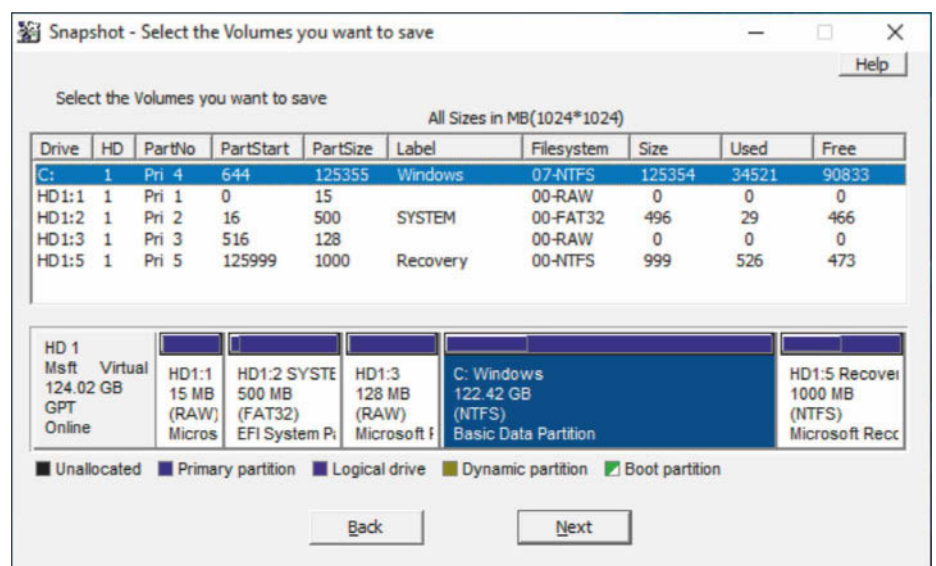 Snapshot - Select the Volumes you want to save
Help
Select the Volumes you want to save
All Sizes in MB(1024*1024)
Drive HD PartNo PartStart PartSize Label Filesystem Size Used Free
C: 1 Pri 4 644 125355 Windows 07-NTFS 125354 34521 90833
HD1:1 1 Pri 1 0 15 00-RAW 0 0 0
HD1:2 1 Pri 2 16 500 SYSTEM 00-FAT32 496 29 466
HD1:3 1 Pri 3 516 128 00-RAW 0 0 0
HD1:5 1 Pri 5 125999 1000 Recovery 00-NTFS 999 526 473
HD 1
Msft Virtual
124.02 GB
GPT
Online
HD1:1
15 MB
(RAW)
Micros
HD1:2 SYSTE
500 MB
(FAT32)
EFI System Pa
HD1:3
128 MB
(RAW)
Microsoft
C: Windows
122.42 GB
(NTFS)
Basic Data Partition
HD1:5 Recover
1000 MB
(NTFS)
Microsoft Recc
Unallocated Primary partition Logical drive Dynamic partition Boot partition
Back Next